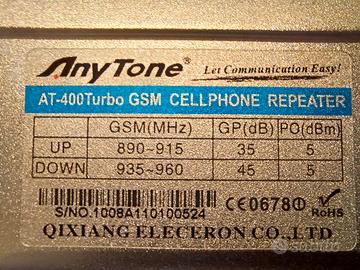 AnyTone®
Let Communication Easy!
AT-400Turbo GSM CELLPHONE REPEATER
GSM(MHz) GP(dB) PO(dBm)
UP 890~915 35 5
DOWN 935~960 45 5
S/NO.1008A110100524
CE0678
RoHS
QIXIANG ELECERON CO.,LTD
subito